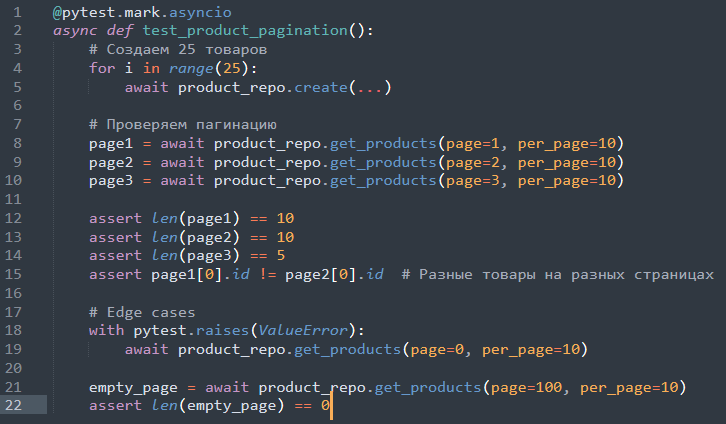 1 @pytest.mark.asyncio
2 async def test_product_pagination():
3     # Создаем 25 товаров
4     for i in range(25):
5         await product_repo.create(...)
6
7     # Проверяем пагинацию
8     page1 = await product_repo.get_products(page=1, per_page=10)
9     page2 = await product_repo.get_products(page=2, per_page=10)
10     page3 = await product_repo.get_products(page=3, per_page=10)
11
12     assert len(page1) == 10
13     assert len(page2) == 10
14     assert len(page3) == 5
15     assert page1[0].id != page2[0].id  # Разные товары на разных страницах
16
17     # Edge cases
18     with pytest.raises(ValueError):
19         await product_repo.get_products(page=0, per_page=10)
20
21     empty_page = await product_repo.get_products(page=100, per_page=10)
22     assert len(empty_page) == 0